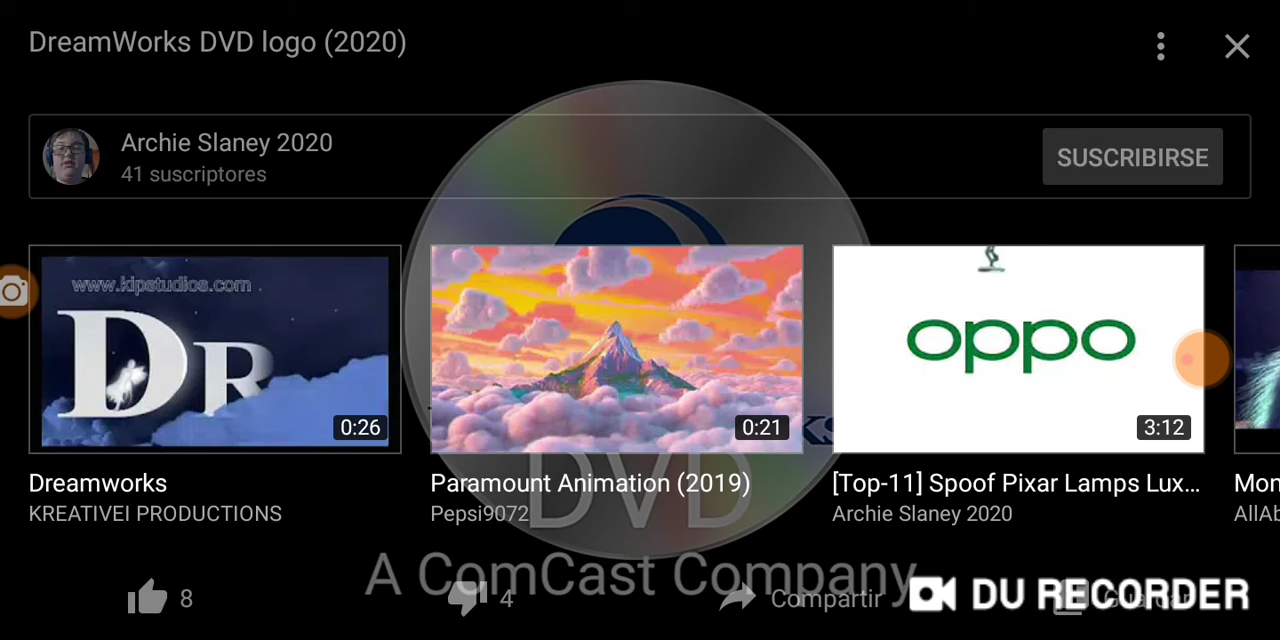 DreamWorks DVD logo (2020)
Archie Slaney 2020
41 suscriptores
SUSCRIBIRSE
www.kipstudios.com
DR
0:26
0:21
oppo
3:12
Dreamworks
KREATIVEI PRODUCTIONS
Paramount Animation (2019)
Pepsi9072
[Top-11] Spoof Pixar Lamps Lux...
Archie Slaney 2020
Mon
AllAb
DVD
A ComCast Company
8
4
Compartir
DU RECORDER